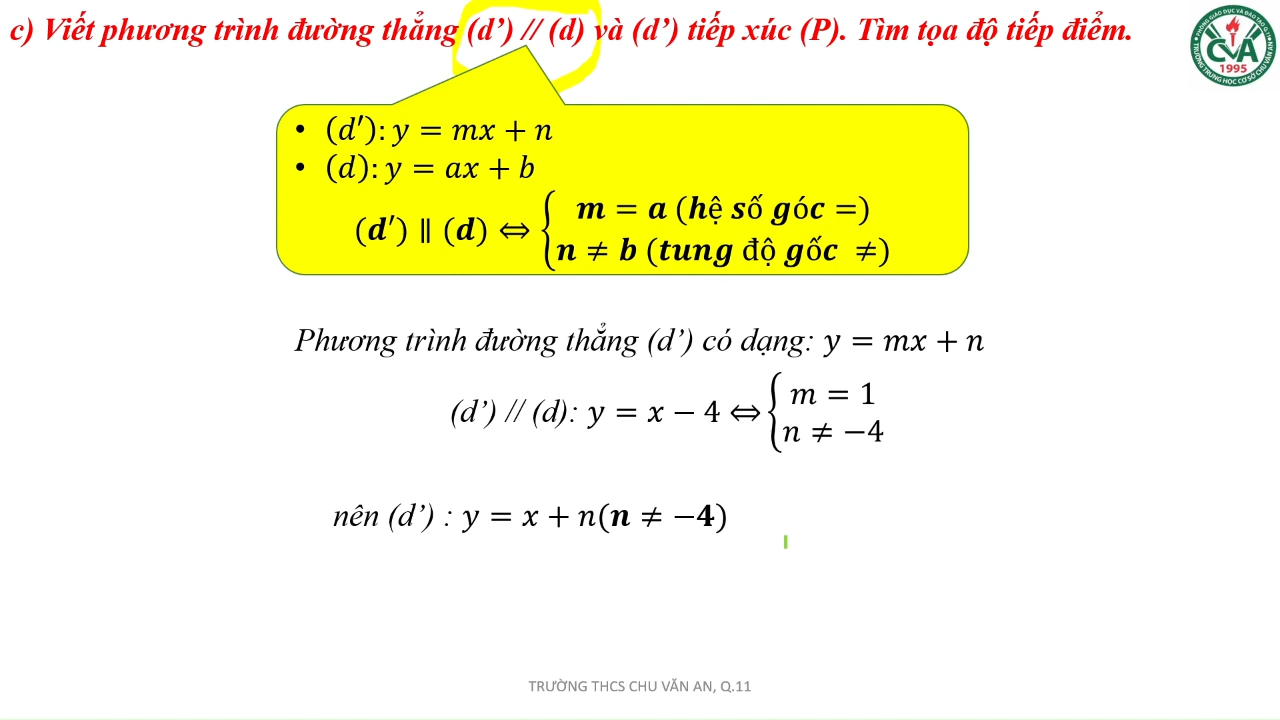 c) Viết phương trình đường thẳng (d’) // (d) và (d’) tiếp xúc (P). Tìm tọa độ tiếp điểm.
CVA
1995
• (d′): y = mx + n
• (d): y = ax + b
(d′) ∥ (d) ⇔ { m = a (hệ số góc =)
n ≠ b (tung độ gốc ≠)
Phương trình đường thẳng (d’) có dạng: y = mx + n
(d’) // (d): y = x − 4 ⇔ { m = 1
n ≠ −4
nên (d’) : y = x + n(n ≠ −4)
TRƯỜNG THCS CHU VĂN AN, Q.11